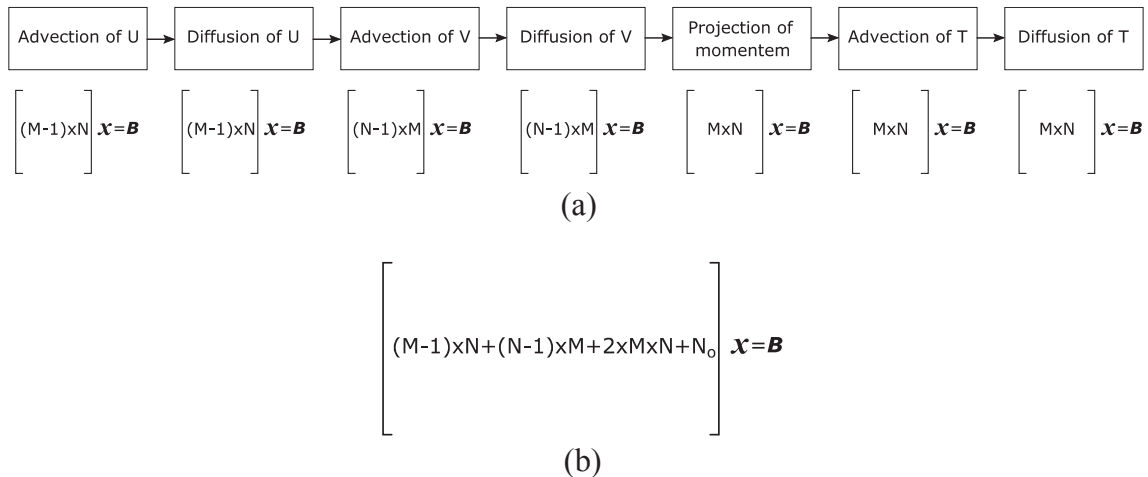 Advection of U
Diffusion of U
Advection of V
Diffusion of V
Projection of
momentem
Advection of T
Diffusion of T
(M-1)xN x=B
(M-1)xN x=B
(N-1)xM x=B
(N-1)xM x=B
MxN x=B
MxN x=B
MxN x=B
(a)
(M-1)xN+(N-1)xM+2xMxN+Nₒ x=B
(b)